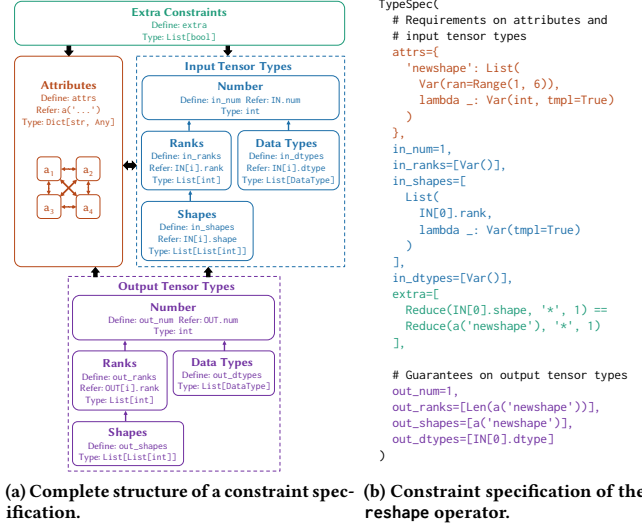 Extra Constraints
Define: extra
Type: List[bool]
Attributes
Define: attrs
Refer: a('...')
Type: Dict[str, Any]
a1
a2
a3
a4
Input Tensor Types
Number
Define: in_num Refer: IN.num
Type: int
Ranks
Define: in_ranks
Refer: IN[i].rank
Type: List[int]
Data Types
Define: in_dtypes
Refer: IN[i].dtype
Type: List[DataType]
Shapes
Define: in_shapes
Refer: IN[i].shape
Type: List[List[int]]
Output Tensor Types
Number
Define: out_num Refer: OUT.num
Type: int
Ranks
Define: out_ranks
Refer: OUT[i].rank
Type: List[int]
Data Types
Define: out_dtypes
Type: List[DataType]
Shapes
Define: out_shapes
Type: List[List[int]]
(a) Complete structure of a constraint spec-
ification.
TypeSpec(
# Requirements on attributes and
# input tensor types
attrs={
'newshape': List(
Var(ran=Range(1, 6)),
lambda _: Var(int, tmpl=True)
)
},
in_num=1,
in_ranks=[Var()],
in_shapes=[
List(
IN[0].rank,
lambda _: Var(tmpl=True)
)
],
in_dtypes=[Var()],
extra=[
Reduce(IN[0].shape, '*', 1) ==
Reduce(a('newshape'), '*', 1)
],
# Guarantees on output tensor types
out_num=1,
out_ranks=[Len(a('newshape'))],
out_shapes=[a('newshape')],
out_dtypes=[IN[0].dtype]
)
(b) Constraint specification of the
reshape operator.